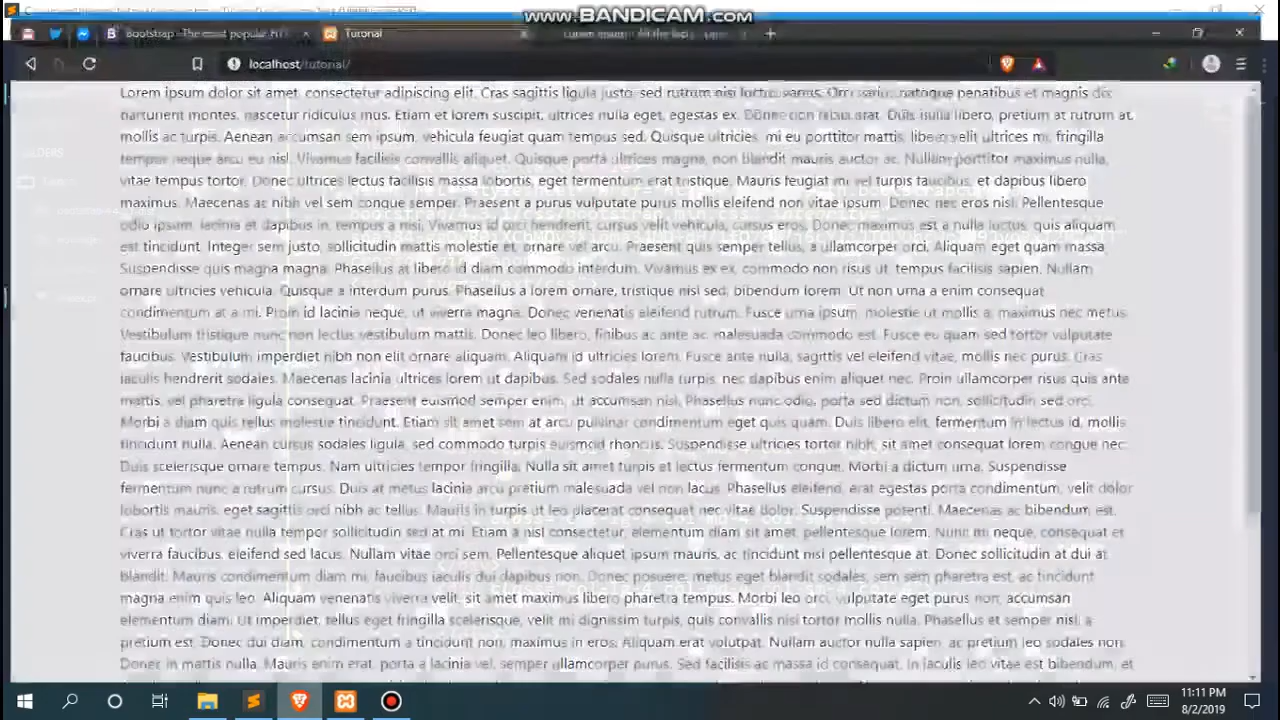 www.BANDICAM.com
Bootstrap · The most popular HT
Tutorial
localhost/tutorial/
Lorem ipsum dolor sit amet, consectetur adipiscing elit. Cras sagittis ligula justo, sed rutrum nisi luctus varius. Orci varius natoque penatibus et magnis dis
parturient montes, nascetur ridiculus mus. Etiam et lorem suscipit, ultrices nulla eget, egestas ex. Donec non nibh erat. Duis nulla libero, pretium at rutrum at,
mollis ac turpis. Aenean accumsan sem ipsum, vehicula feugiat quam tempus sed. Quisque ultricies, mi eu porttitor mattis, libero velit ultrices mi, fringilla
tempus neque arcu eu nisl. Vivamus facilisis convallis aliquet. Quisque porta ultrices magna, non blandit mauris auctor ac. Nullam porttitor maximus nulla,
vitae tempus tortor. Donec ultrices lectus facilisis massa lobortis, eget fermentum erat tristique. Mauris feugiat mi vel turpis faucibus, et dapibus libero
maximus. Maecenas ac nibh vel sem congue semper. Praesent a purus vulputate purus mollis eleifend non vitae ipsum. Donec nec eros nisl. Pellentesque
odio ipsum, lacinia et dapibus in, tempus a nisi. Vivamus id orci hendrerit, cursus velit vehicula, cursus eros. Donec maximus est a nulla luctus, quis aliquam
est tincidunt. Integer sem justo, sollicitudin mattis molestie et, ornare vel arcu. Praesent quis semper tellus, a ullamcorper orci. Aliquam eget quam massa.
Suspendisse quis magna magna. Phasellus at libero id diam commodo interdum. Vivamus ex ex, commodo non risus ut, tempus facilisis sapien. Nullam
ornare ultricies vehicula. Quisque a interdum purus. Phasellus a lorem ornare, tristique nisl sed, bibendum lorem. Ut non urna a enim consequat
condimentum at a mi. Proin id lacinia neque, ut viverra magna. Donec venenatis eleifend rutrum. Fusce urna ipsum, molestie ut mollis a, maximus nec metus.
Vestibulum tristique nunc non lectus vestibulum mattis. Donec leo libero, finibus ac ante ac, malesuada commodo est. Fusce eu quam sed tortor vulputate
faucibus. Vestibulum imperdiet nibh non elit ornare aliquam. Aliquam id ultricies lorem. Fusce ante nulla, sagittis vel eleifend vitae, mollis nec purus. Cras
iaculis hendrerit sodales. Maecenas lacinia ultrices lorem ut dapibus. Sed sodales nulla turpis, nec dapibus enim aliquet nec. Proin ullamcorper risus quis ante
mattis, vel pharetra ligula consequat. Praesent euismod semper enim, ut accumsan nisl. Phasellus nunc odio, porta sed dictum non, sollicitudin sed orci.
Morbi a diam quis tellus molestie tincidunt. Etiam sit amet sem at arcu pulvinar condimentum eget quis quam. Duis libero elit, fermentum in lectus id, mollis
tincidunt nulla. Aenean cursus sodales ligula, sed commodo turpis euismod rhoncus. Suspendisse ultricies tortor nibh, sit amet consequat lorem congue nec.
Duis scelerisque ornare tempus. Nam ultricies tempor fringilla. Nulla sit amet turpis et lectus fermentum congue. Morbi a dictum urna. Suspendisse
fermentum nunc a rutrum cursus. Duis at metus lacinia arcu pretium malesuada vel non lacus. Phasellus eleifend, erat egestas porta condimentum, velit dolor
lobortis mauris, eget sagittis orci nibh ac tellus. Mauris in turpis ut leo placerat consequat nec vitae dolor. Suspendisse potenti. Maecenas ac bibendum est.
Cras ut tortor vitae nulla tempor sollicitudin sed at mi. Etiam a nisl consectetur, elementum diam sit amet, pellentesque lorem. Nunc mi neque, consequat et
viverra faucibus, eleifend sed lacus. Nullam vitae orci sem. Pellentesque aliquet ipsum mauris, ac tincidunt nisl pellentesque at. Donec sollicitudin at dui at
blandit. Mauris condimentum diam mi, faucibus iaculis dui dapibus non. Donec posuere, metus eget blandit sodales, sem sem pharetra est, ac tincidunt
magna enim quis leo. Aliquam venenatis viverra velit, sit amet maximus libero pharetra tempus. Morbi leo orci, vulputate eget purus non, accumsan
elementum diam. Ut imperdiet, tellus eget fringilla scelerisque, velit mi dignissim turpis, quis convallis nisi tortor mollis nulla. Phasellus et semper nisl, a
pretium est. Donec dui diam, condimentum a tincidunt non, maximus in eros. Aliquam erat volutpat. Nullam auctor nulla sapien, ac pretium leo sodales non.
Donec in mattis nulla. Mauris enim erat, porta a lacinia vel, semper ullamcorper purus. Sed facilisis ac massa id consequat. In iaculis leo vitae est bibendum, et
11:11 PM
8/2/2019